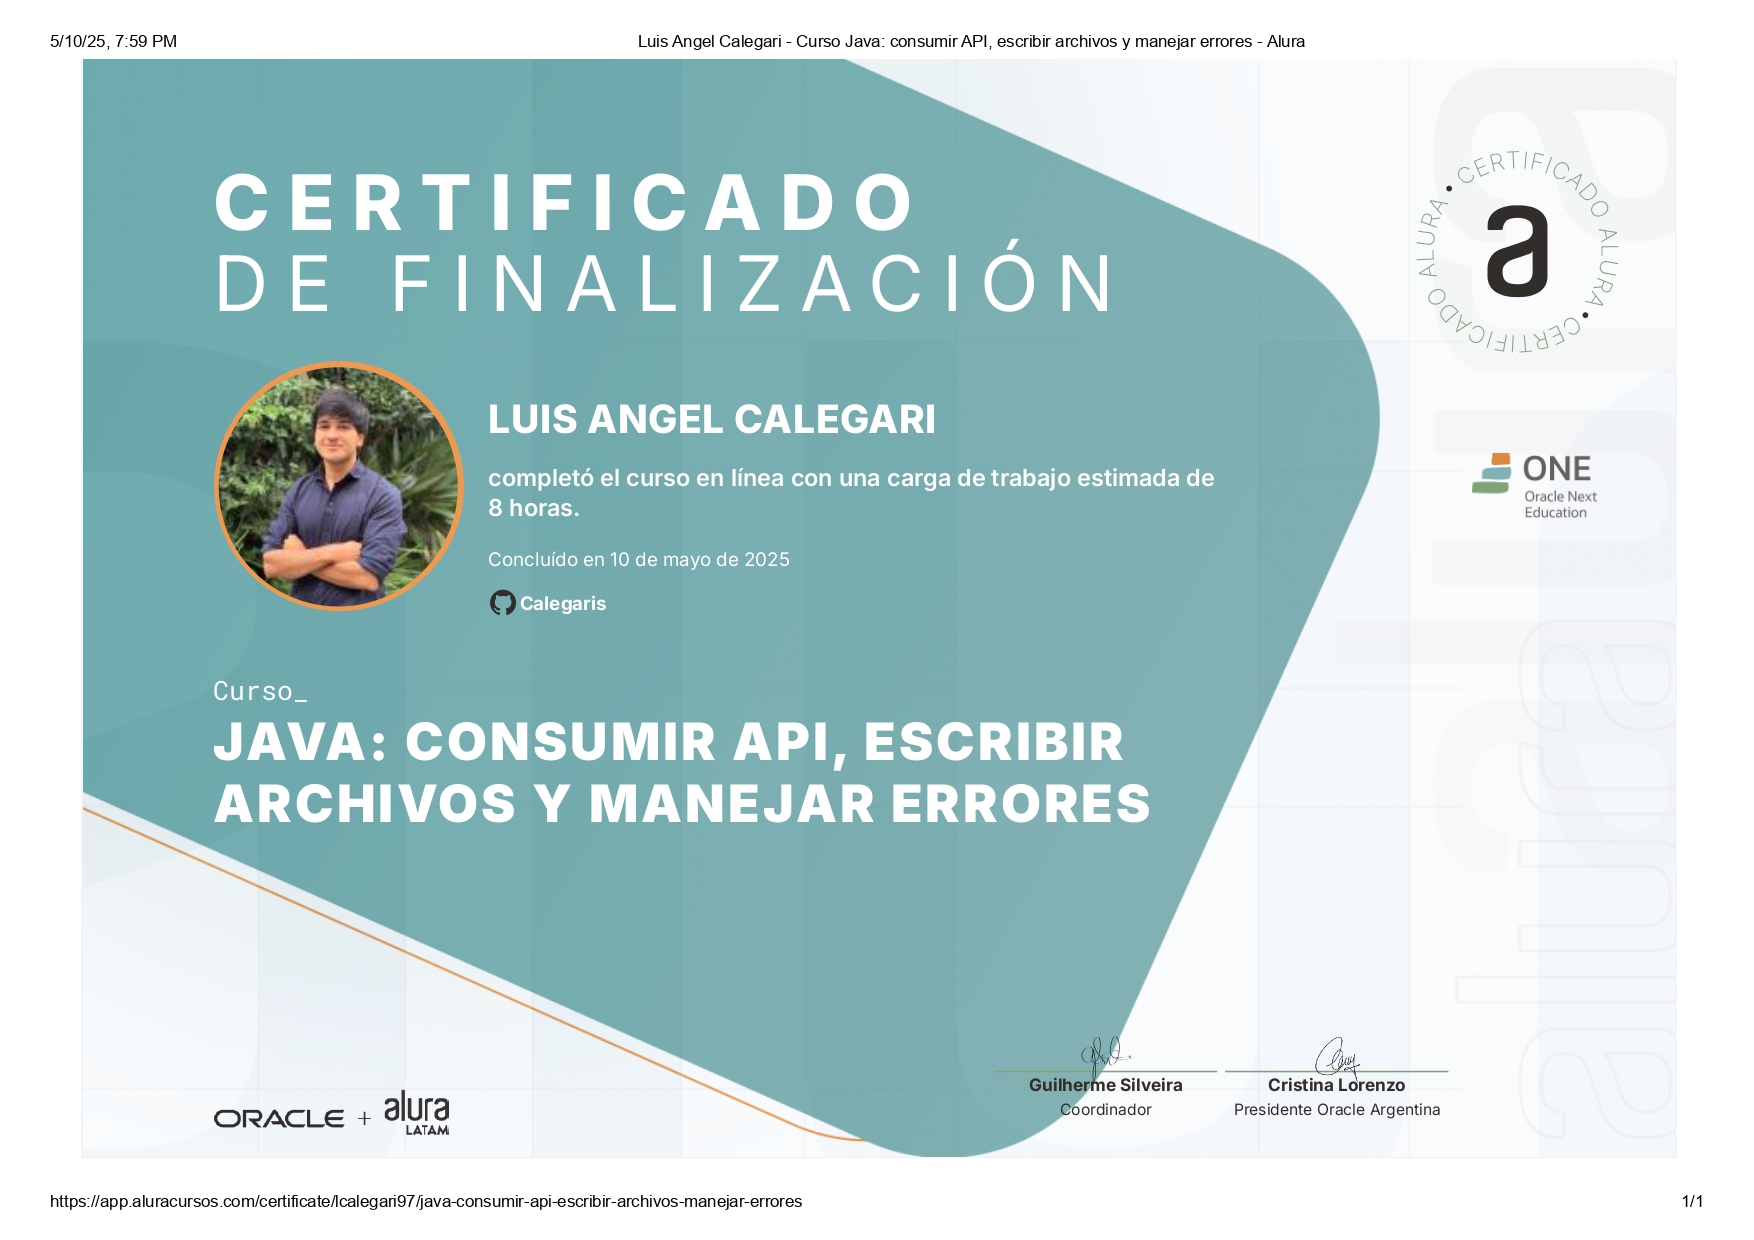 5/10/25, 7:59 PM
Luis Angel Calegari - Curso Java: consumir API, escribir archivos y manejar errores - Alura
CERTIFICADO
DE FINALIZACIÓN
• CERTIFICADO ALURA • CERTIFICADO ALURA
a
LUIS ANGEL CALEGARI
completó el curso en línea con una carga de trabajo estimada de
8 horas.
Concluído en 10 de mayo de 2025
Calegaris
ONE
Oracle Next
Education
Curso_
JAVA: CONSUMIR API, ESCRIBIR
ARCHIVOS Y MANEJAR ERRORES
alura
alura
Guilherme Silveira
Coordinador
Cristina Lorenzo
Presidente Oracle Argentina
ORACLE + alura
LATAM
https://app.aluracursos.com/certificate/lcalegari97/java-consumir-api-escribir-archivos-manejar-errores
1/1